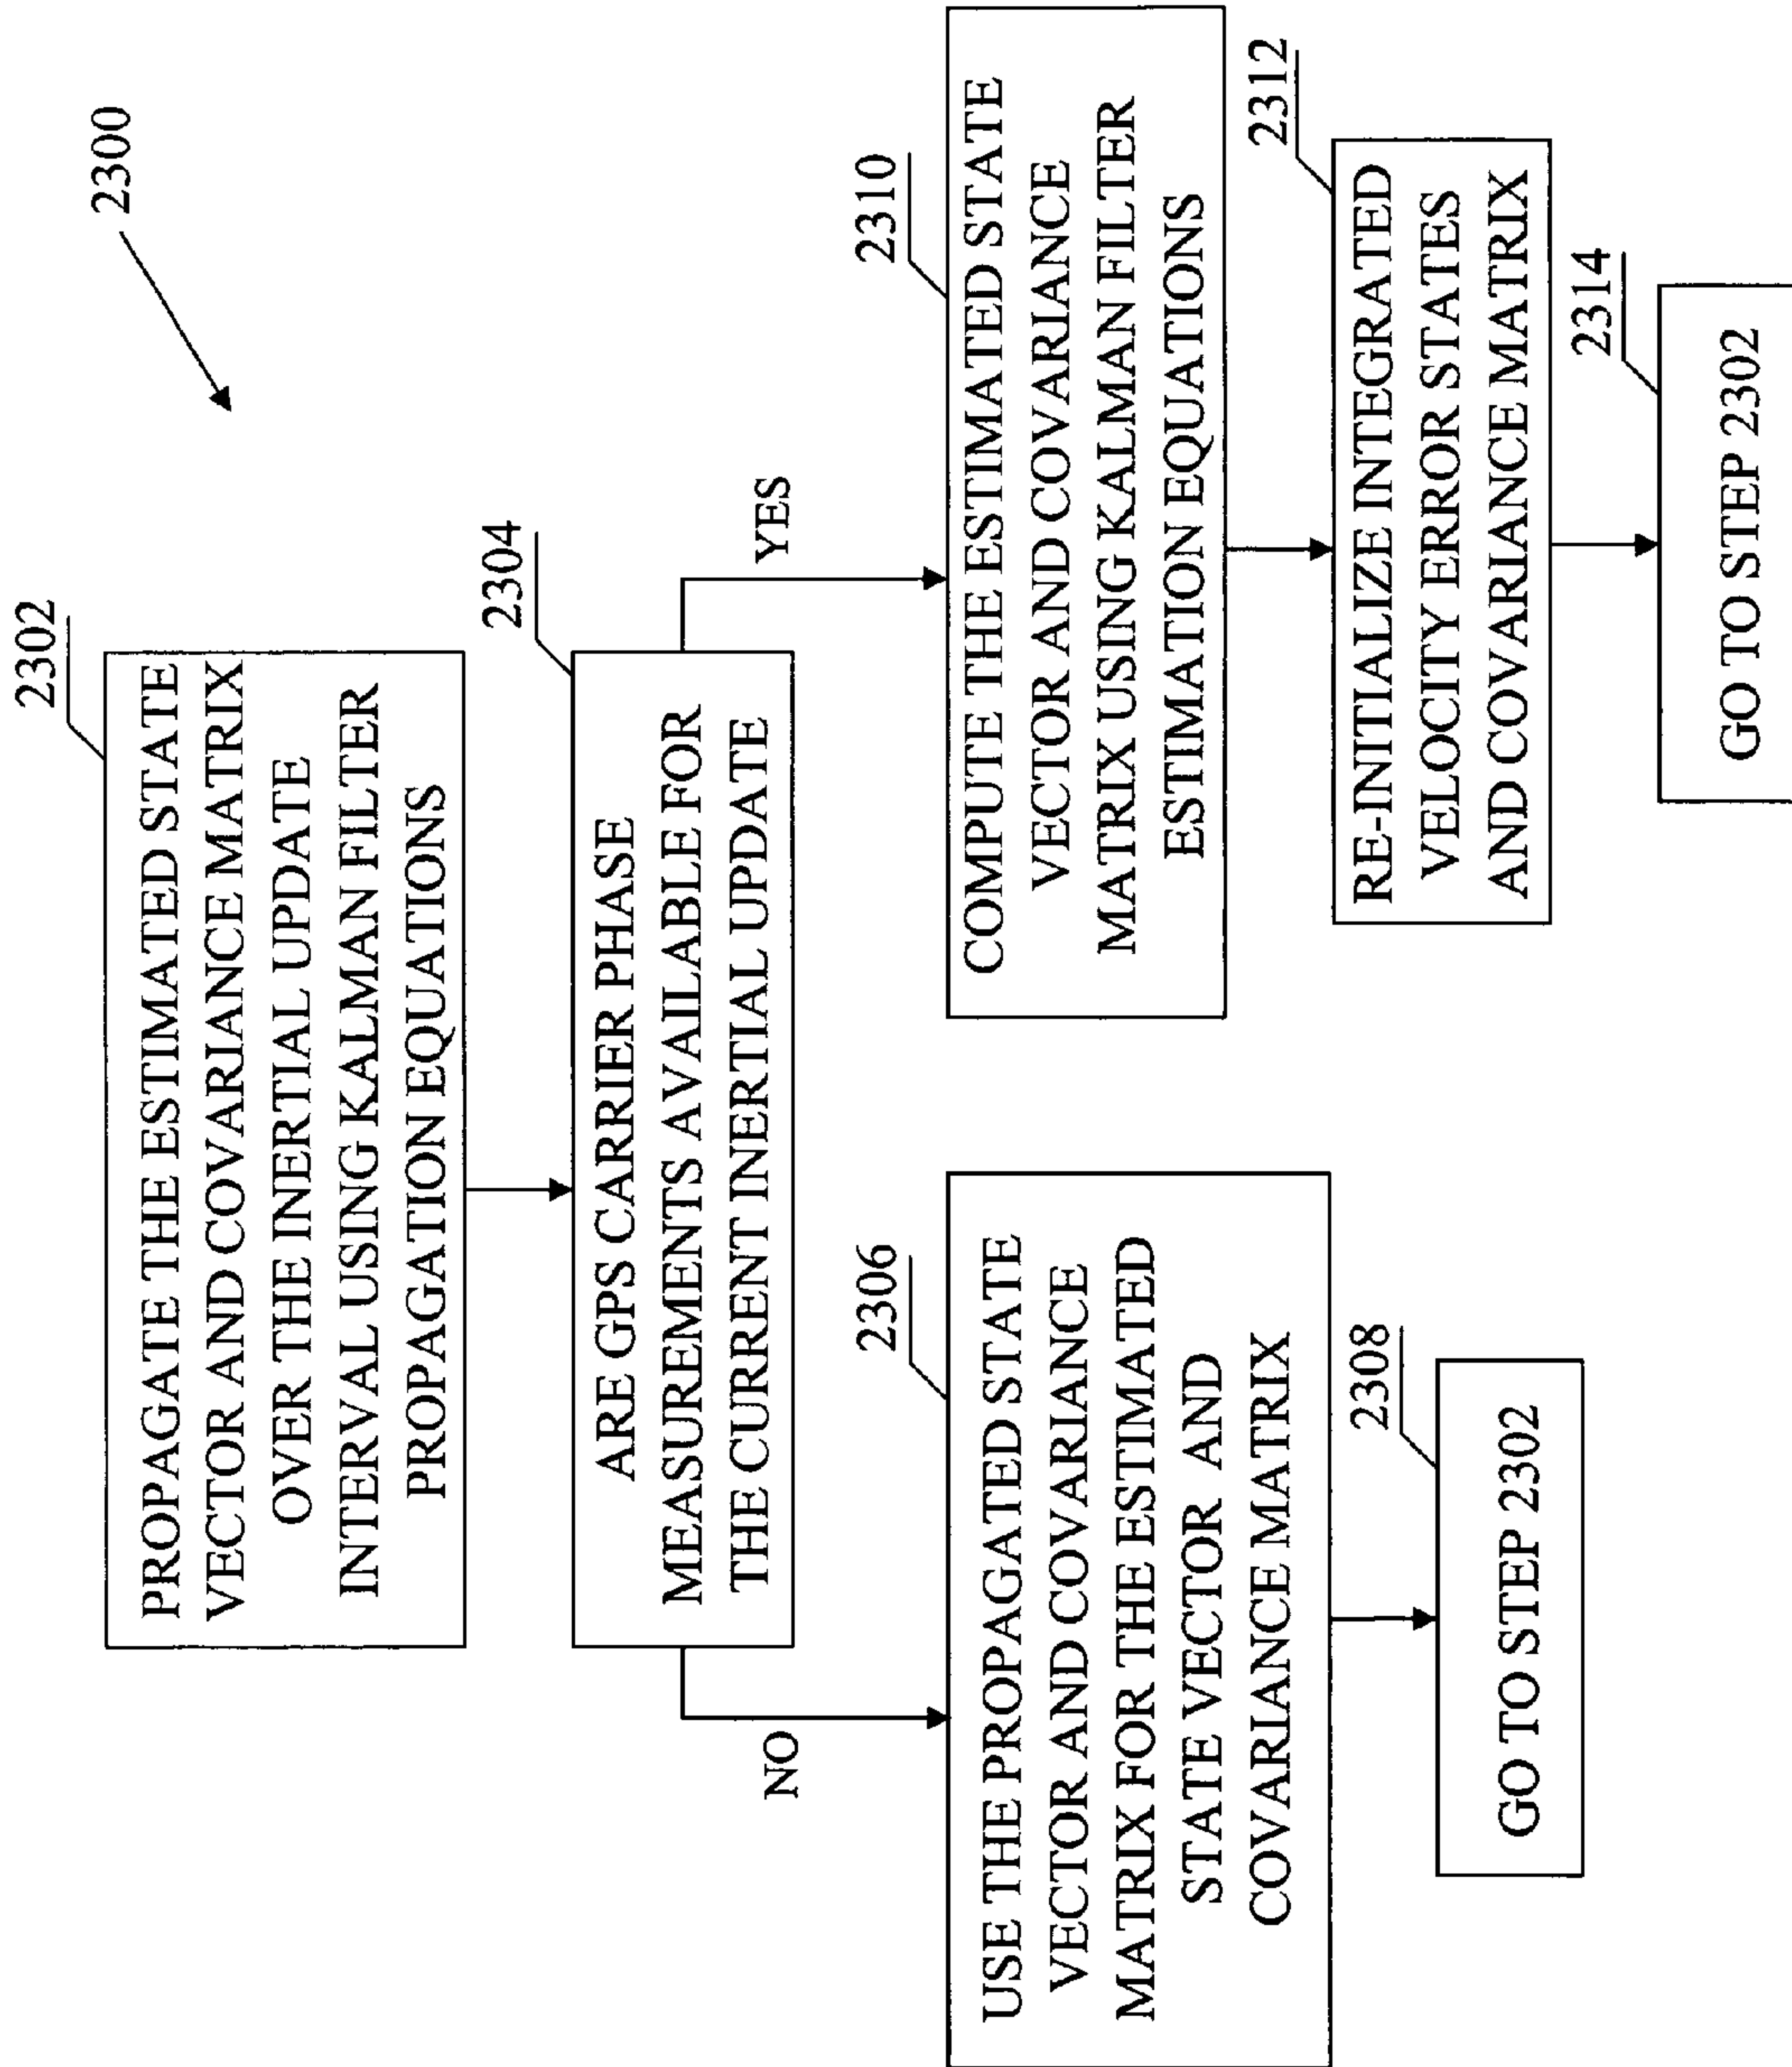 2300
2302
PROPAGATE THE ESTIMATED STATE
VECTOR AND COVARIANCE MATRIX
OVER THE INERTIAL UPDATE
INTERVAL USING KALMAN FILTER
PROPAGATION EQUATIONS
2304
ARE GPS CARRIER PHASE
MEASUREMENTS AVAILABLE FOR
THE CURRENT INERTIAL UPDATE
NO
YES
2306
USE THE PROPAGATED STATE
VECTOR AND COVARIANCE
MATRIX FOR THE ESTIMATED
STATE VECTOR AND
COVARIANCE MATRIX
2308
GO TO STEP 2302
2310
COMPUTE THE ESTIMATED STATE
VECTOR AND COVARIANCE
MATRIX USING KALMAN FILTER
ESTIMATION EQUATIONS
2312
RE-INITIALIZE INTEGRATED
VELOCITY ERROR STATES
AND COVARIANCE MATRIX
2314
GO TO STEP 2302